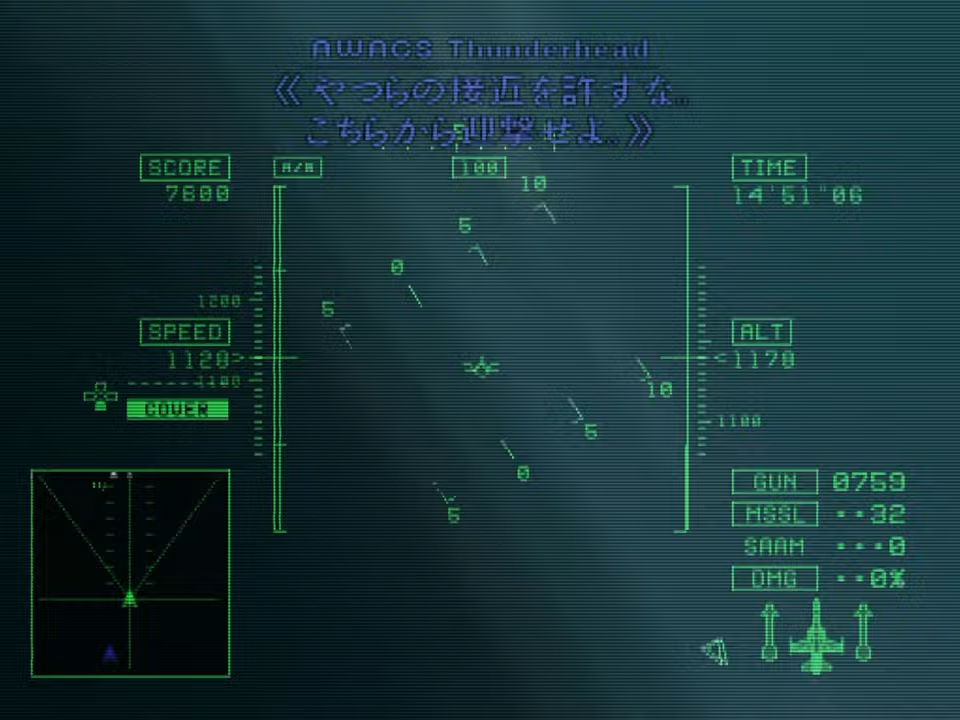 AWACS Thunderhead
《 やつらの接近を許すな..
こちらから迎撃せよ..》
5
SCORE
A/A
100
TIME
7800
10
14'51"06
5
0
5
1200
SPEED
ALT
1120>
<1170
1100
10
COVER
1100
5
0
GUN 0759
MSSL 32
5
SAAM 0
DMG 0%